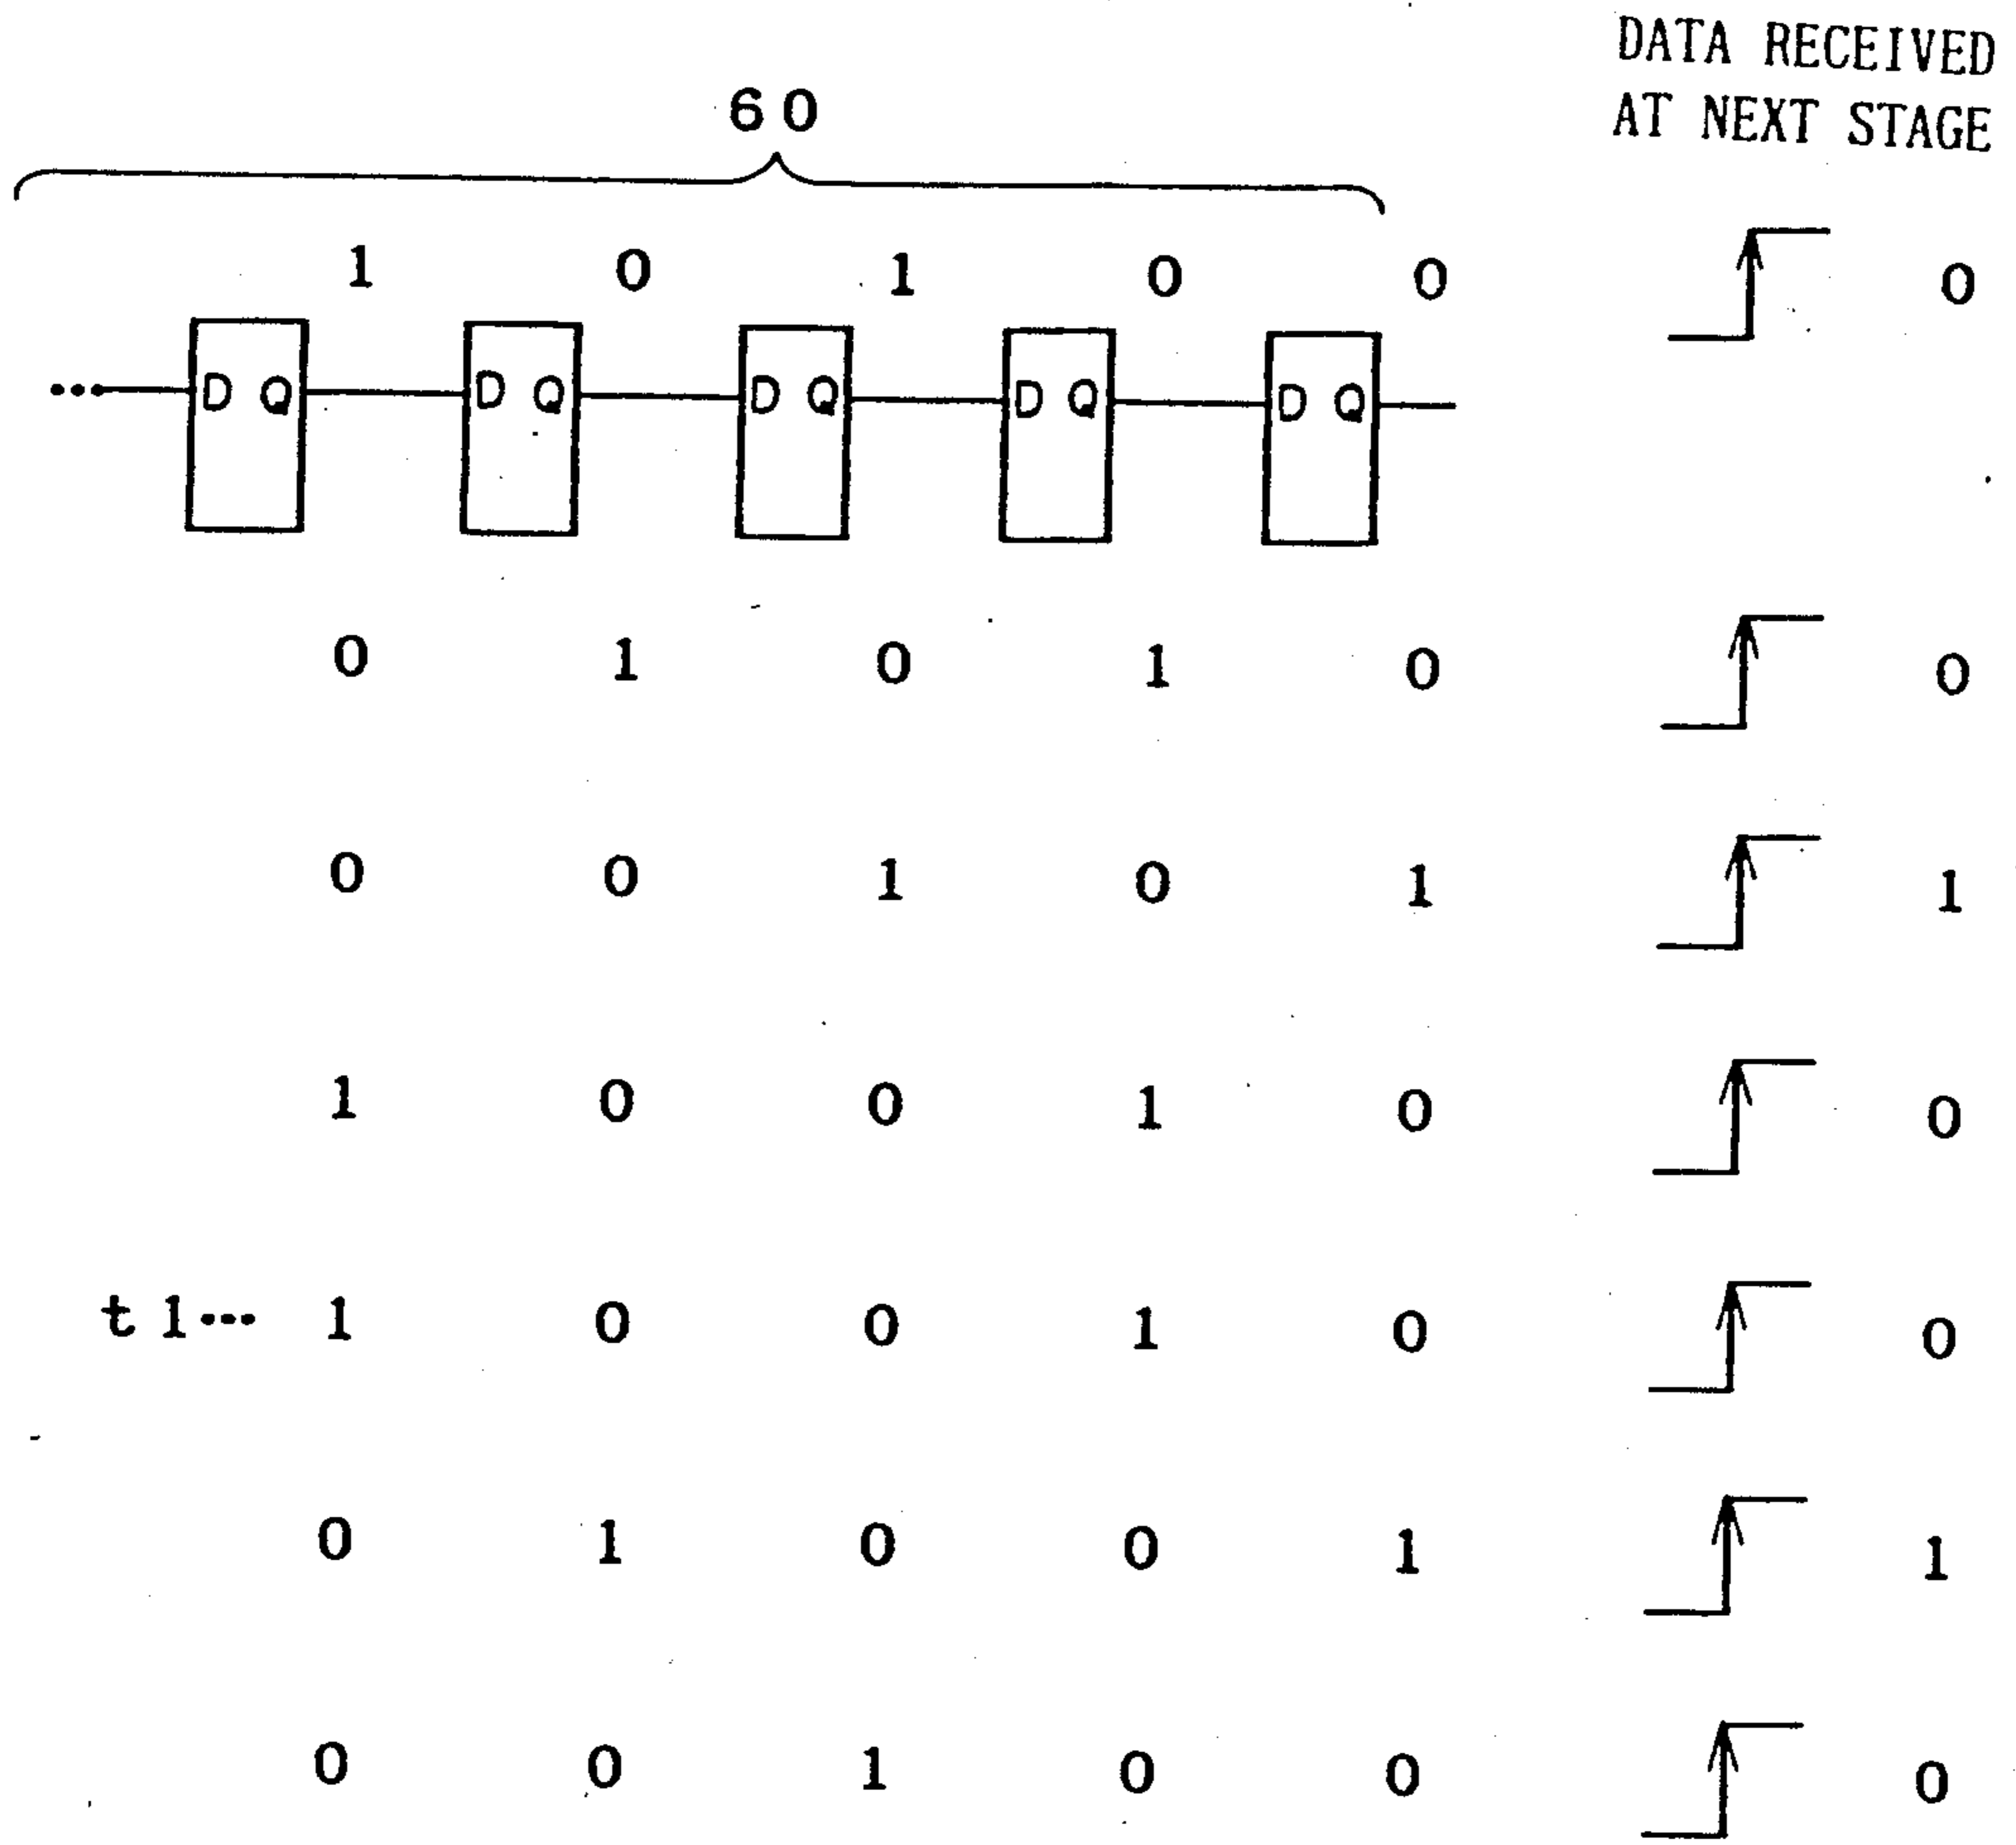 DATA RECEIVED
AT NEXT STAGE
60
1 0 1 0 0 0
••• D Q D Q D Q D Q D Q
0 1 0 1 0 0
0 0 1 0 1 1
1 0 0 1 0 0
t1••• 1 0 0 1 0 0
0 1 0 0 1 1
0 0 1 0 0 0